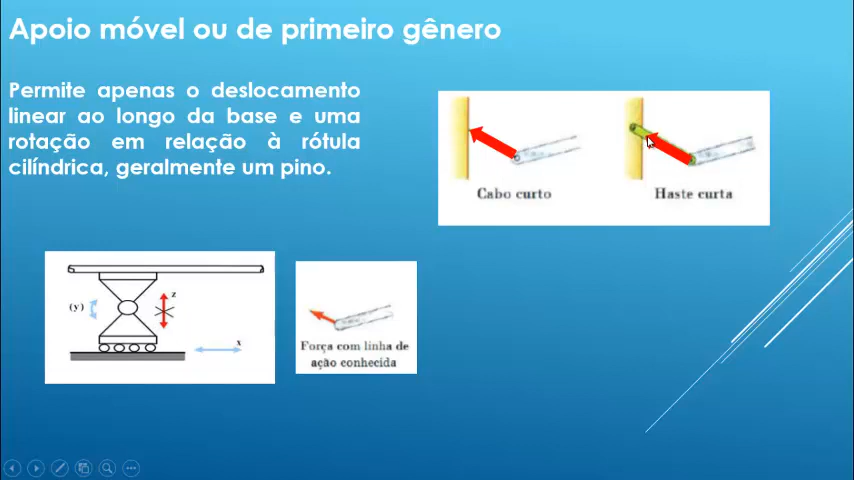 Apoio móvel ou de primeiro gênero
Permite apenas o deslocamento
linear ao longo da base e uma
rotação em relação à rótula
cilíndrica, geralmente um pino.
Cabo curto
Haste curta
(y)
z
x
Força com linha de
ação conhecida